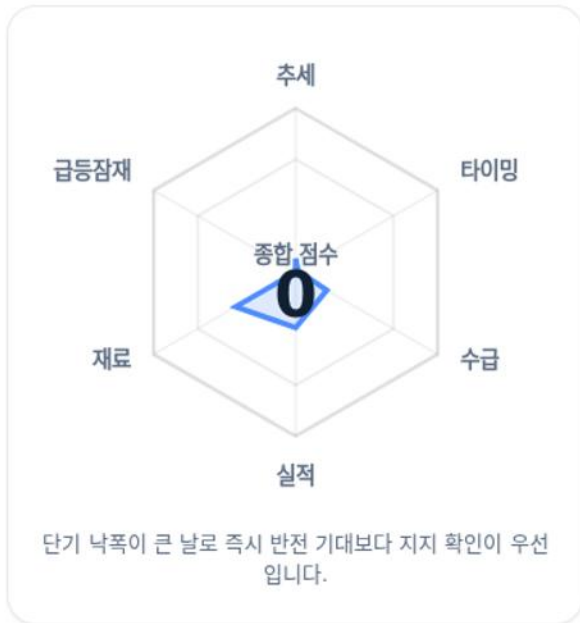 추세
급등잠재
타이밍
종합 점수
0
재료
수급
실적
단기 낙폭이 큰 날로 즉시 반전 기대보다 지지 확인이 우선
입니다.